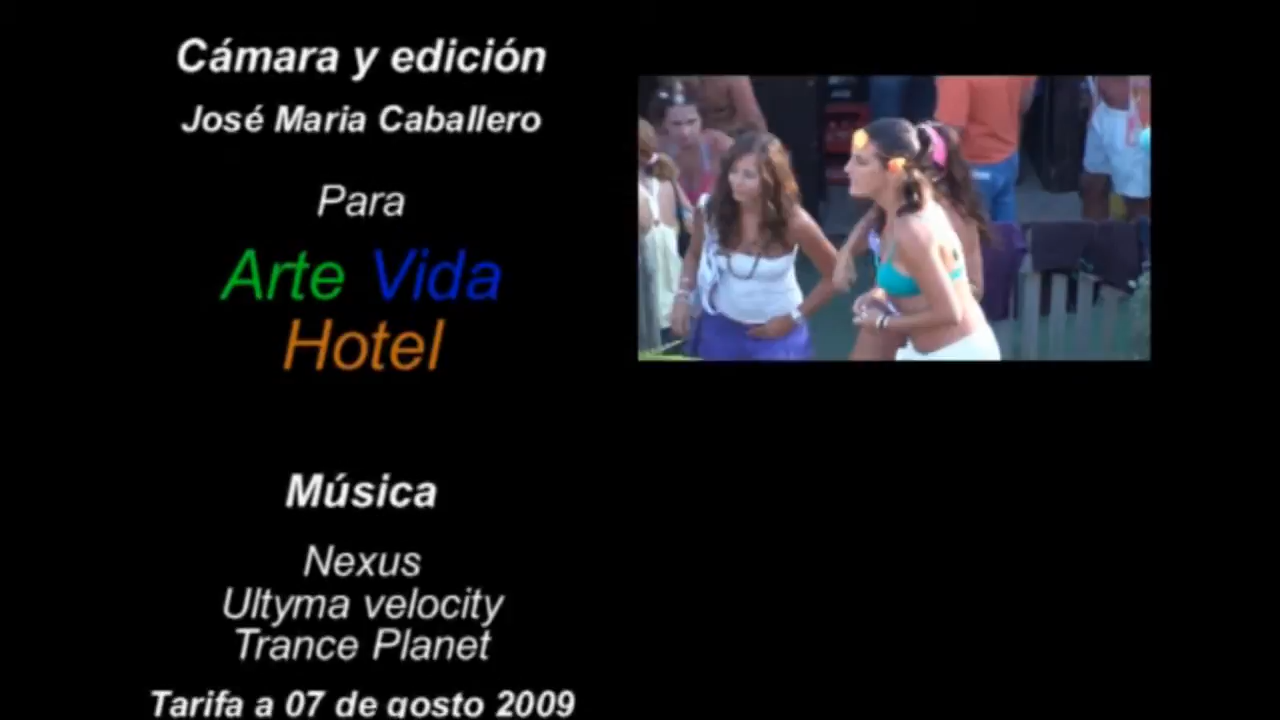 Cámara y edición
José Maria Caballero
Para
Arte Vida
Hotel
Música
Nexus
Ultyma velocity
Trance Planet
Tarifa a 07 de gosto 2009